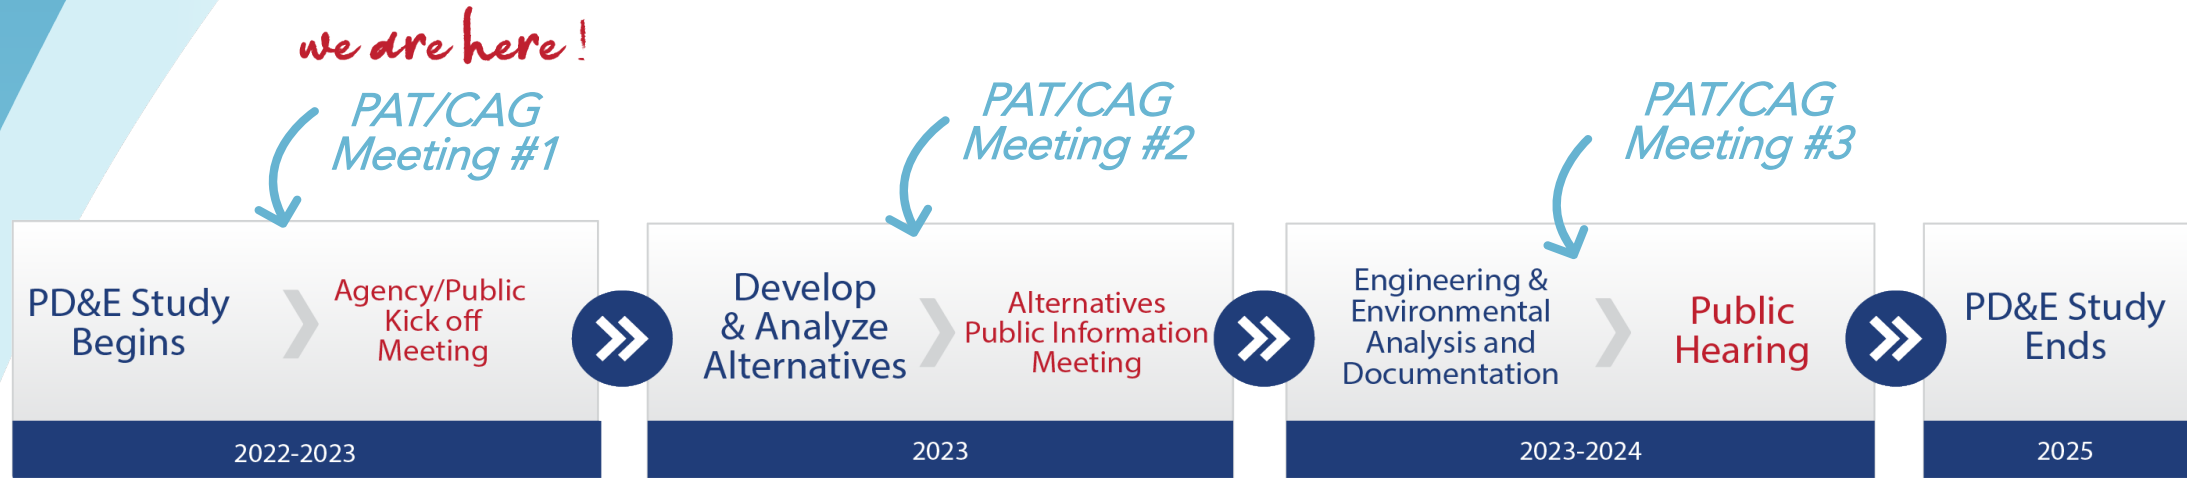 we are here!
PAT/CAG
Meeting #1
PAT/CAG
Meeting #2
PAT/CAG
Meeting #3
PD&E Study
Begins
Agency/Public
Kick off
Meeting
2022-2023
Develop
& Analyze
Alternatives
Alternatives
Public Information
Meeting
2023
Engineering &
Environmental
Analysis and
Documentation
Public
Hearing
2023-2024
PD&E Study
Ends
2025